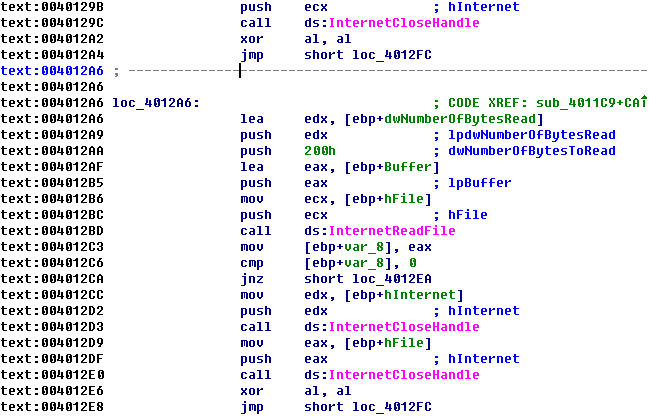 text:0040129B push ecx ; hInternet
text:0040129C call ds:InternetCloseHandle
text:004012A2 xor al, al
text:004012A4 jmp short loc_4012FC
text:004012A6 ; ---------------------------------------------------------------------------
text:004012A6
text:004012A6 loc_4012A6: ; CODE XREF: sub_4011C9+CA↑
text:004012A6 lea edx, [ebp+dwNumberOfBytesRead]
text:004012A9 push edx ; lpdwNumberOfBytesRead
text:004012AA push 200h ; dwNumberOfBytesToRead
text:004012AF lea eax, [ebp+Buffer]
text:004012B5 push eax ; lpBuffer
text:004012B6 mov ecx, [ebp+hFile]
text:004012BC push ecx ; hFile
text:004012BD call ds:InternetReadFile
text:004012C3 mov [ebp+var_8], eax
text:004012C6 cmp [ebp+var_8], 0
text:004012CA jnz short loc_4012EA
text:004012CC mov edx, [ebp+hInternet]
text:004012D2 push edx ; hInternet
text:004012D3 call ds:InternetCloseHandle
text:004012D9 mov eax, [ebp+hFile]
text:004012DF push eax ; hInternet
text:004012E0 call ds:InternetCloseHandle
text:004012E6 xor al, al
text:004012E8 jmp short loc_4012FC